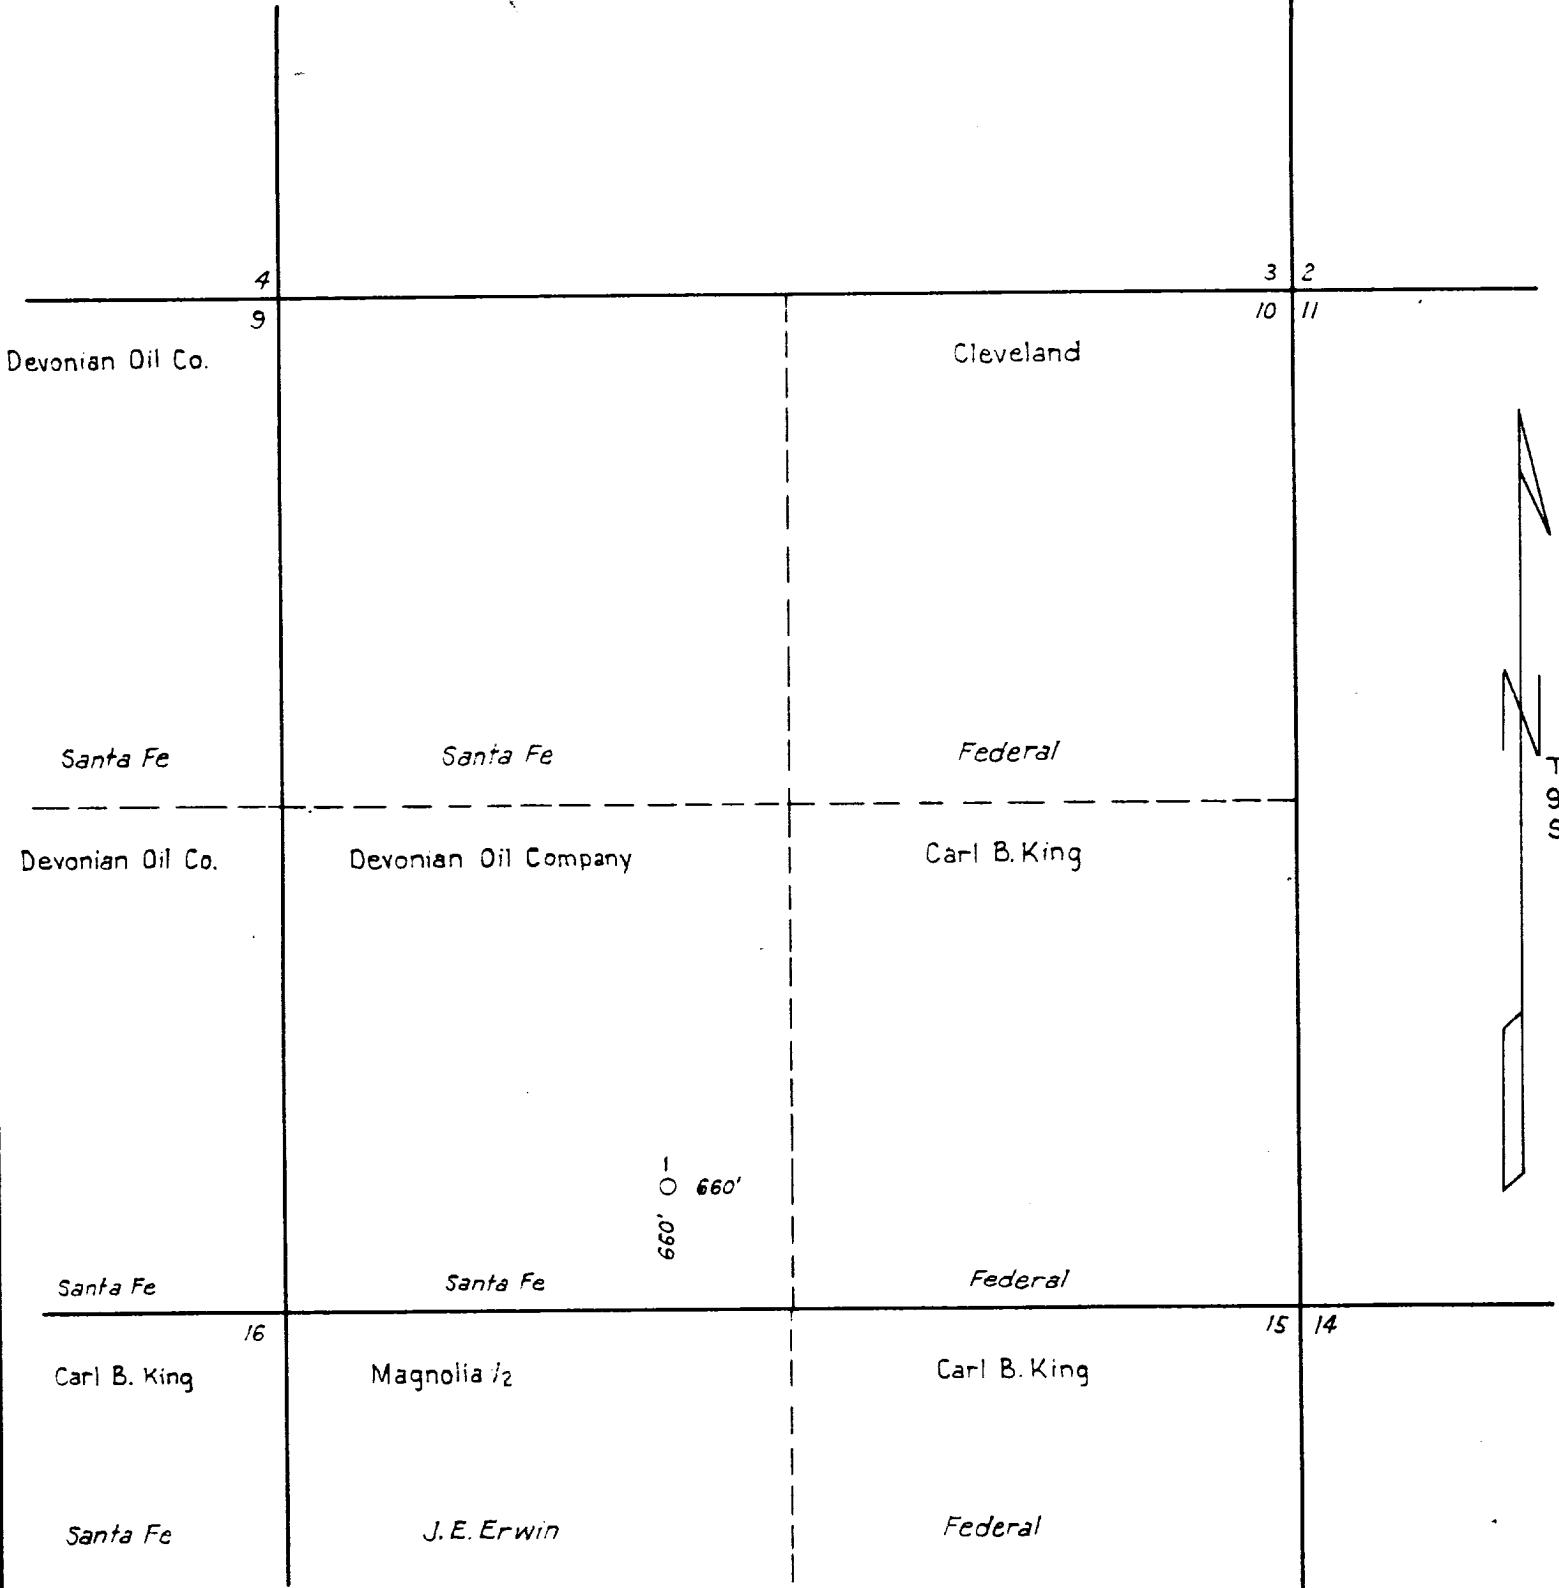 4
3 2
9
10 11
Devonian Oil Co.
Cleveland
N
Santa Fe
Santa Fe
Federal
T
9
S
Devonian Oil Co.
Devonian Oil Company
Carl B. King
1
660'
660'
Santa Fe
Santa Fe
Federal
16
15 14
Carl B. King
Magnolia 1/2
Carl B. King
Santa Fe
J. E. Erwin
Federal